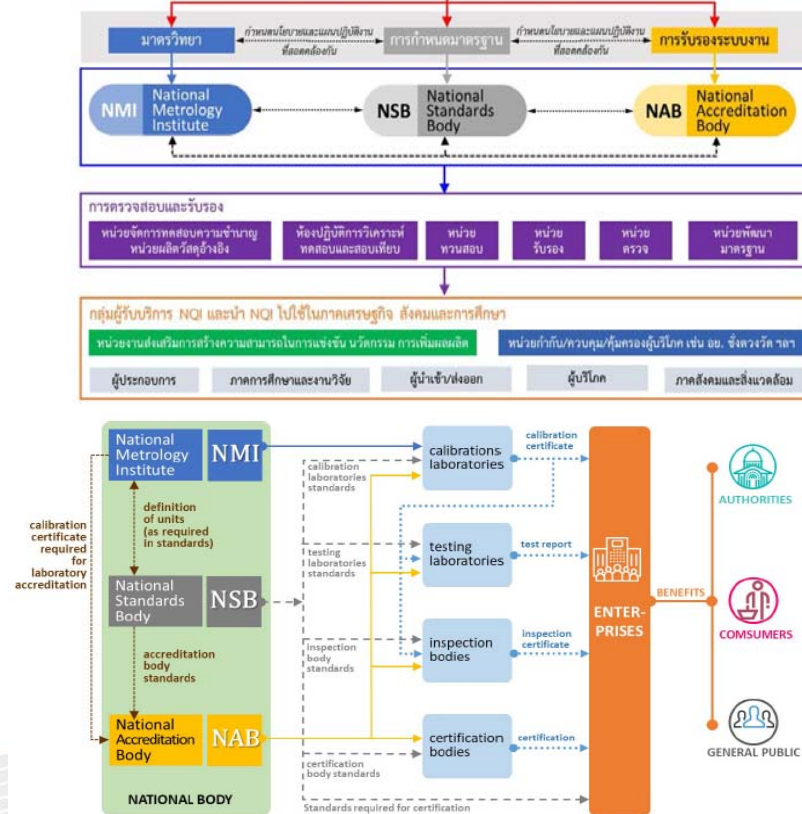 มาตรวิทยา
กำหนดนโยบายและแผนปฏิบัติงาน
ที่สอดคล้องกัน
การกำหนดมาตรฐาน
กำหนดนโยบายและแผนปฏิบัติงาน
ที่สอดคล้องกัน
การรับรองระบบงาน
NMI
National
Metrology
Institute
NSB
National
Standards
Body
NAB
National
Accreditation
Body
การตรวจสอบและรับรอง
หน่วยจัดการทดสอบความชำนาญ
หน่วยผลิตวัสดุอ้างอิง
ห้องปฏิบัติการวิเคราะห์
ทดสอบและสอบเทียบ
หน่วย
ทวนสอบ
หน่วย
รับรอง
หน่วย
ตรวจ
หน่วยพัฒนา
มาตรฐาน
กลุ่มผู้รับบริการ NQI และนำ NQI ไปใช้ในภาคเศรษฐกิจ สังคมและการศึกษา
หน่วยงานส่งเสริมการสร้างความสามารถในการแข่งขัน นวัตกรรม การเพิ่มผลผลิต
หน่วยกำกับ/ควบคุม/คุ้มครองผู้บริโภค เช่น อย. ชั่งตวงวัด ฯลฯ
ผู้ประกอบการ
ภาคการศึกษาและงานวิจัย
ผู้นำเข้า/ส่งออก
ผู้บริโภค
ภาคสังคมและสิ่งแวดล้อม
National
Metrology
Institute
NMI
calibration
certificate
required
for
laboratory
accreditation
definition
of units
(as required
in standards)
National
Standards
Body
NSB
accreditation
body
standards
National
Accreditation
Body
NAB
NATIONAL BODY
calibration
laboratories
standards
testing
laboratories
standards
inspection
body
standards
certification
body standards
Standards required for certification
calibrations
laboratories
calibration
certificate
testing
laboratories
test report
inspection
bodies
inspection
certificate
certification
bodies
certification
ENTER-
PRISES
BENEFITS
AUTHORITIES
COMSUMERS
GENERAL PUBLIC